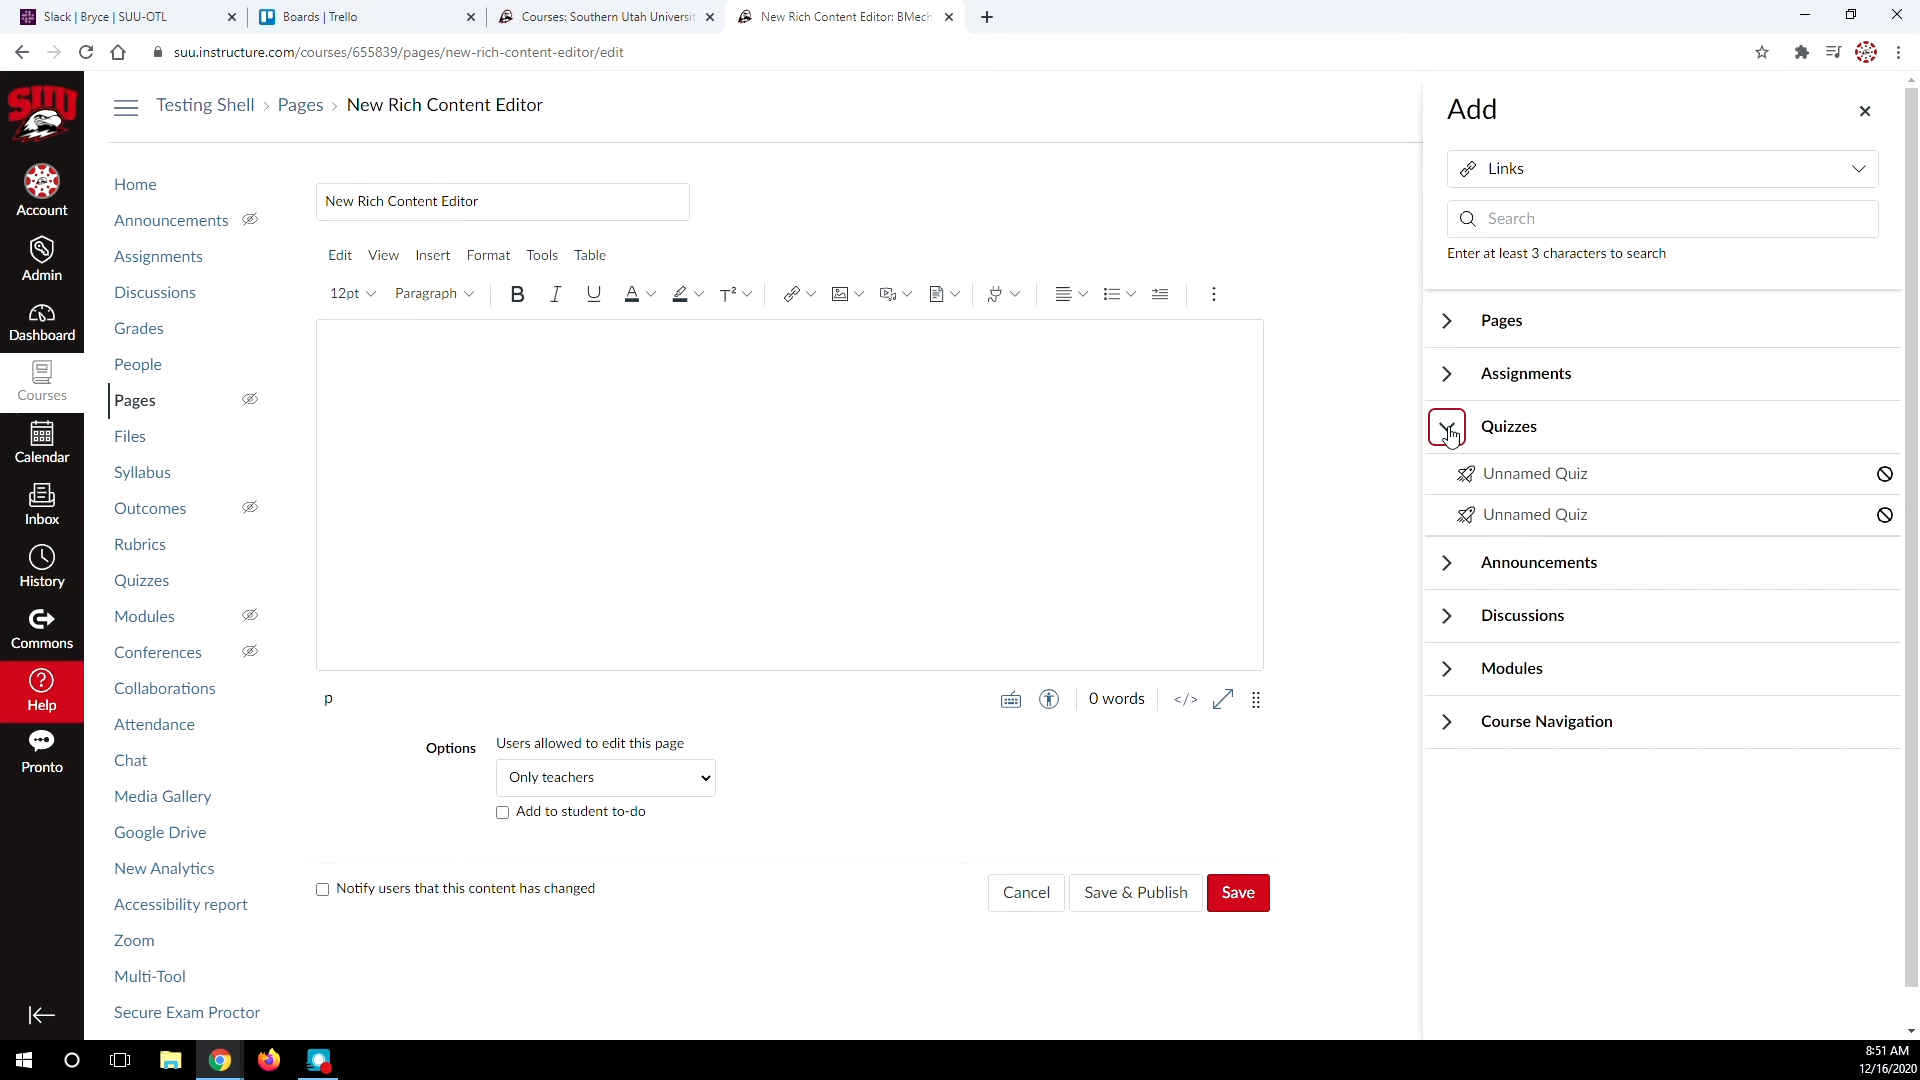 Slack | Bryce | SUU-OTL
Boards | Trello
Courses: Southern Utah Universit
New Rich Content Editor: BMech
suu.instructure.com/courses/655839/pages/new-rich-content-editor/edit
SUU
Account
Admin
Dashboard
Courses
Calendar
Inbox
History
Commons
Help
Pronto
Testing Shell > Pages > New Rich Content Editor
Home
Announcements
Assignments
Discussions
Grades
People
Pages
Files
Syllabus
Outcomes
Rubrics
Quizzes
Modules
Conferences
Collaborations
Attendance
Chat
Media Gallery
Google Drive
New Analytics
Accessibility report
Zoom
Multi-Tool
Secure Exam Proctor
New Rich Content Editor
Edit View Insert Format Tools Table
12pt Paragraph B I U A T²
p
0 words </>
Options
Users allowed to edit this page
Only teachers
Add to student to-do
Notify users that this content has changed
Cancel Save & Publish Save
Add
Links
Search
Enter at least 3 characters to search
Pages
Assignments
Quizzes
Unnamed Quiz
Unnamed Quiz
Announcements
Discussions
Modules
Course Navigation
8:51 AM
12/16/2020